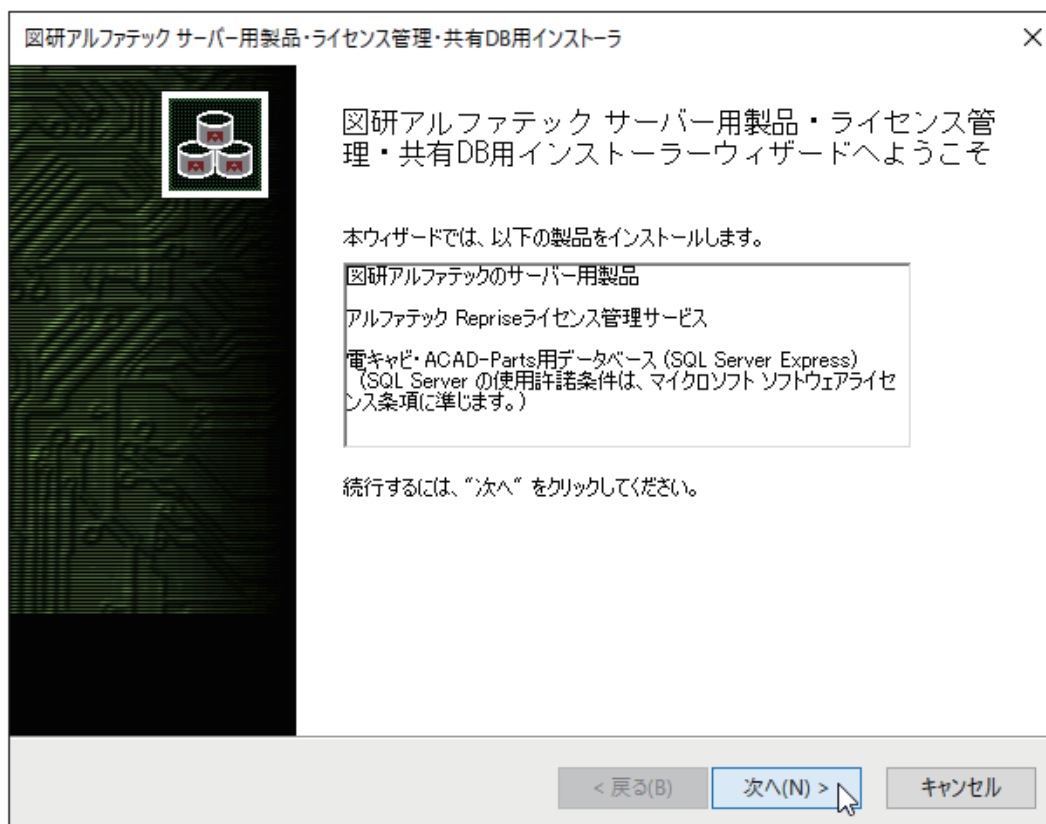 図研アルファテック サーバー用製品・ライセンス管理・共有DB用インストーラ
図研アルファテック サーバー用製品・ライセンス管
理・共有DB用インストーラーウィザードへようこそ
本ウィザードでは、以下の製品をインストールします。
図研アルファテックのサーバー用製品
アルファテック Repriseライセンス管理サービス
電キャビ・ACAD-Parts用データベース (SQL Server Express)
(SQL Server の使用許諾条件は、マイクロソフト ソフトウェアライセ
ンス条項に準じます。)
続行するには、“次へ” をクリックしてください。
< 戻る(B) 次へ(N) > キャンセル